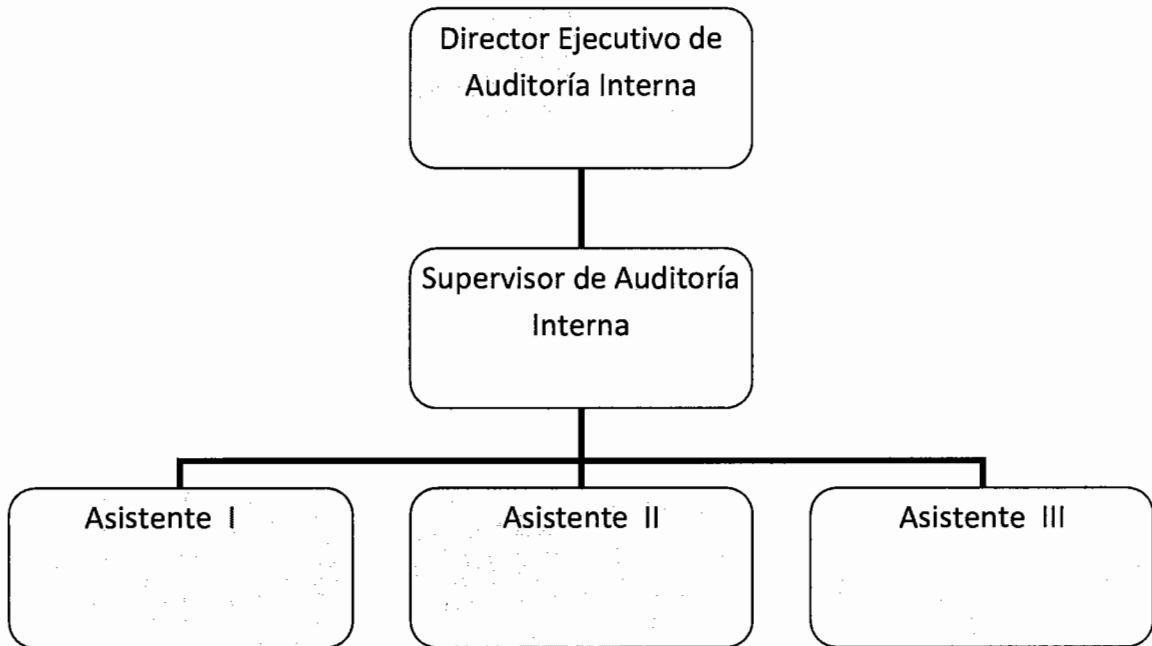 Director Ejecutivo de
Auditoría Interna
Supervisor de Auditoría
Interna
Asistente I
Asistente II
Asistente III